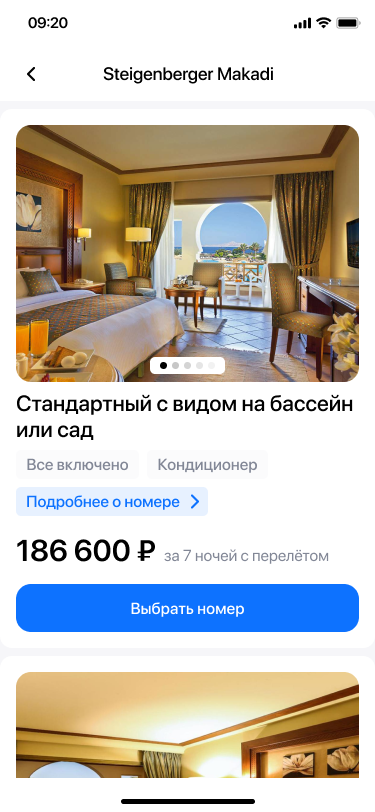 09:20
Steigenberger Makadi
Стандартный с видом на бассейн
или сад
Все включено Кондиционер
Подробнее о номере
186 600 ₽ за 7 ночей с перелётом
Выбрать номер